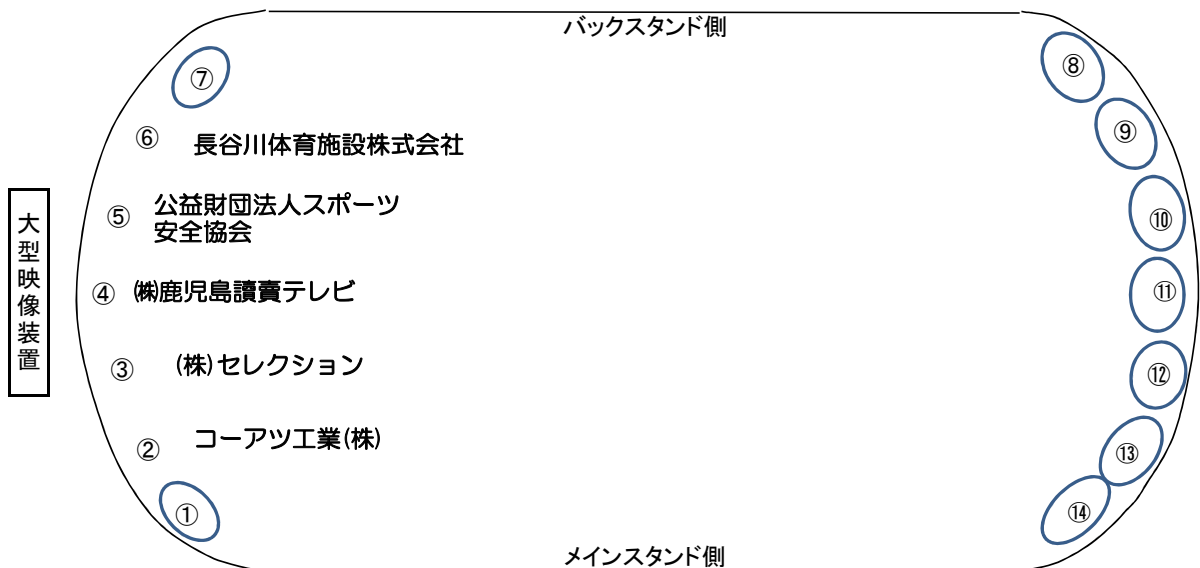 バックスタンド側
⑦
⑧
⑥ 長谷川体育施設株式会社
⑨
⑤ 公益財団法人スポーツ
安全協会
⑩
大型映像装置
④ ㈱鹿児島讀賣テレビ
⑪
③ (株)セレクション
⑫
② コーアツ工業(株)
⑬
①
⑭
メインスタンド側